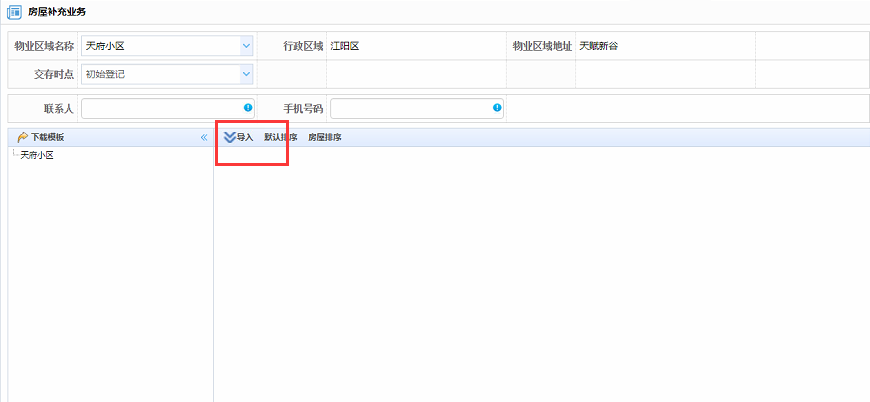 房屋补充业务
物业区域名称 天府小区 行政区域 江阳区 物业区域地址 天赋新谷
交存时点 初始登记
联系人 手机号码
下载模板 导入 默认排序 房屋排序
天府小区